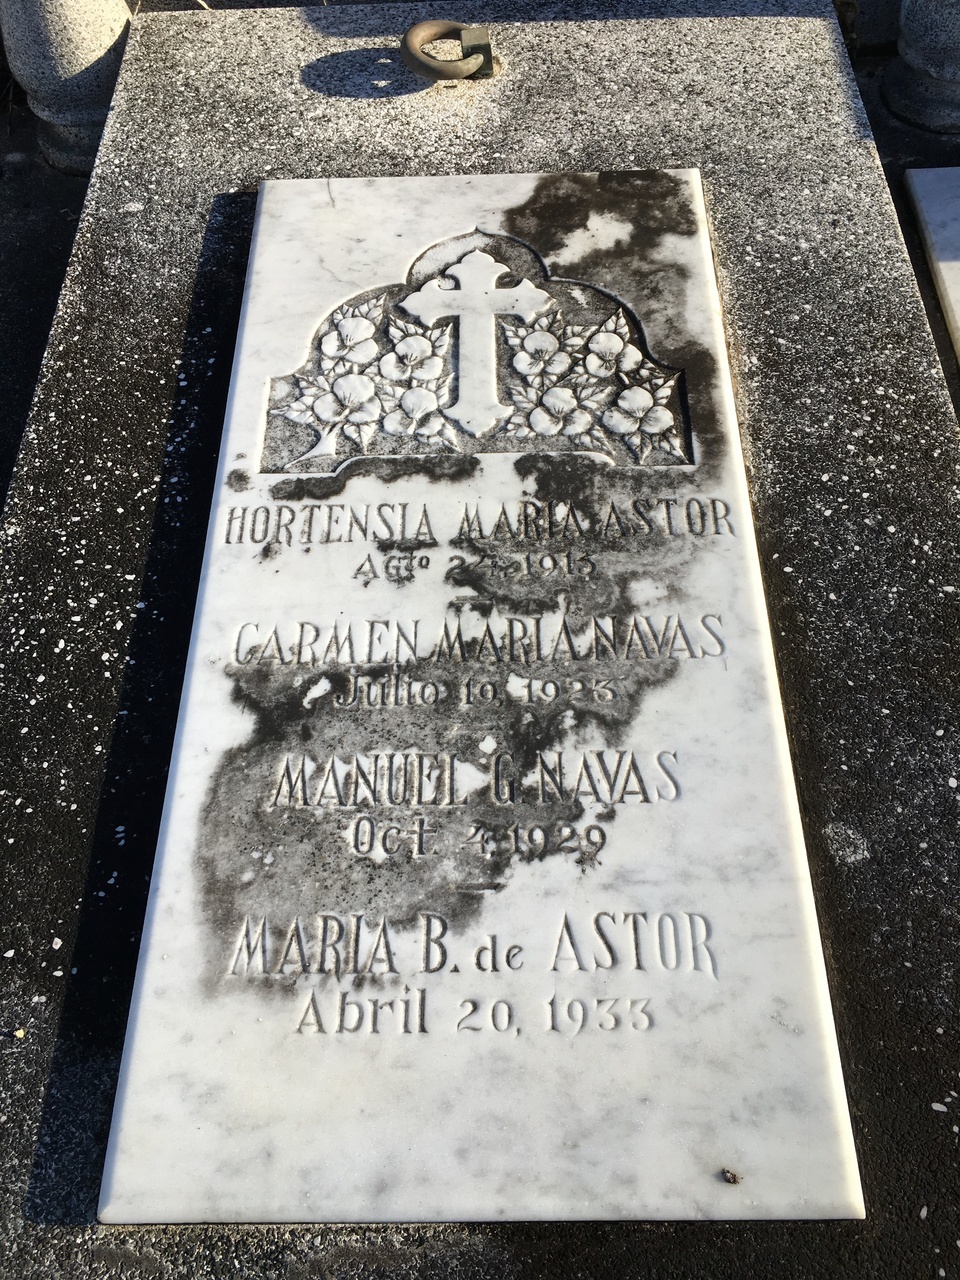 HORTENSIA MARIA ASTOR
AGTO 24, 1913
CARMEN MARIA NAVAS
Julio 19, 1923
MANUEL G. NAVAS
Oct. 4, 1929
MARIA B. de ASTOR
Abril 20, 1933